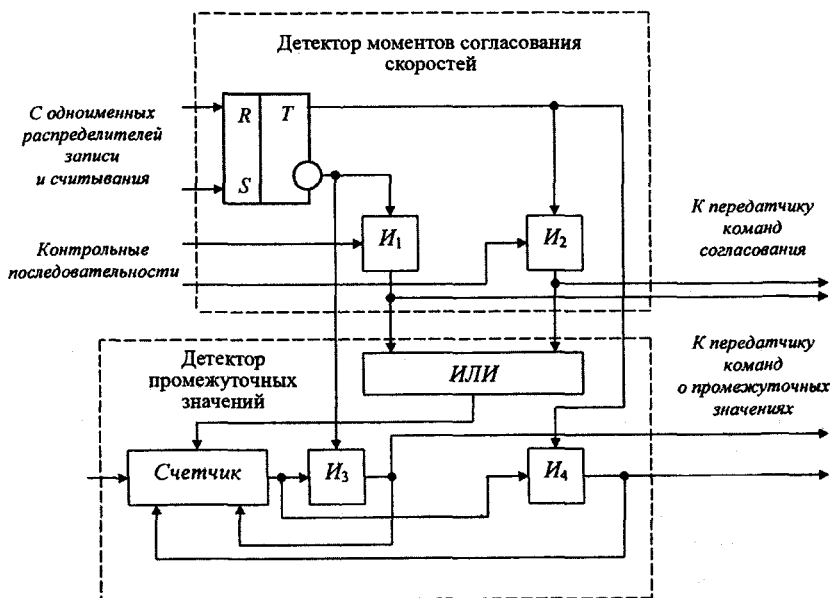 Детектор моментов согласования
скоростей
С одноименных
распределителей
записи
и считывания
R
T
S
Контрольные
последовательности
И1
И2
К передатчику
команд
согласования
Детектор
промежуточных
значений
ИЛИ
К передатчику
команд
о промежуточных
значениях
Счетчик
И3
И4